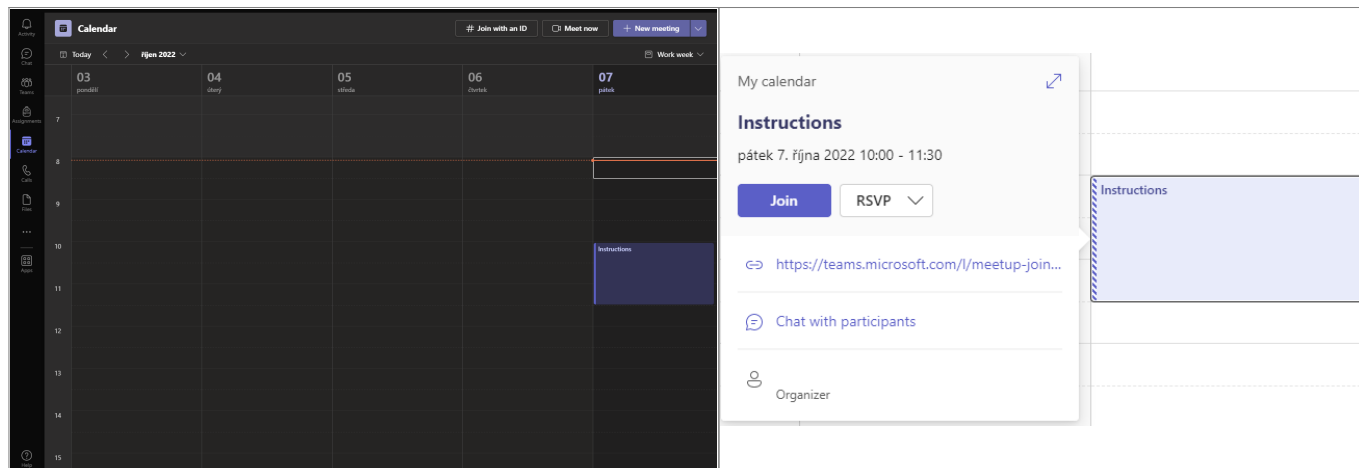 Activity
Chat
Teams
Assignments
Calendar
Calls
Files
Apps
Help
Calendar
# Join with an ID
Meet now
+ New meeting
Today
říjen 2022
Work week
03
pondělí
04
úterý
05
středa
06
čtvrtek
07
pátek
7
8
9
10
11
12
13
14
15
Instructions
My calendar
Instructions
pátek 7. října 2022 10:00 - 11:30
Join
RSVP
https://teams.microsoft.com/l/meetup-join...
Chat with participants
Organizer
Instructions